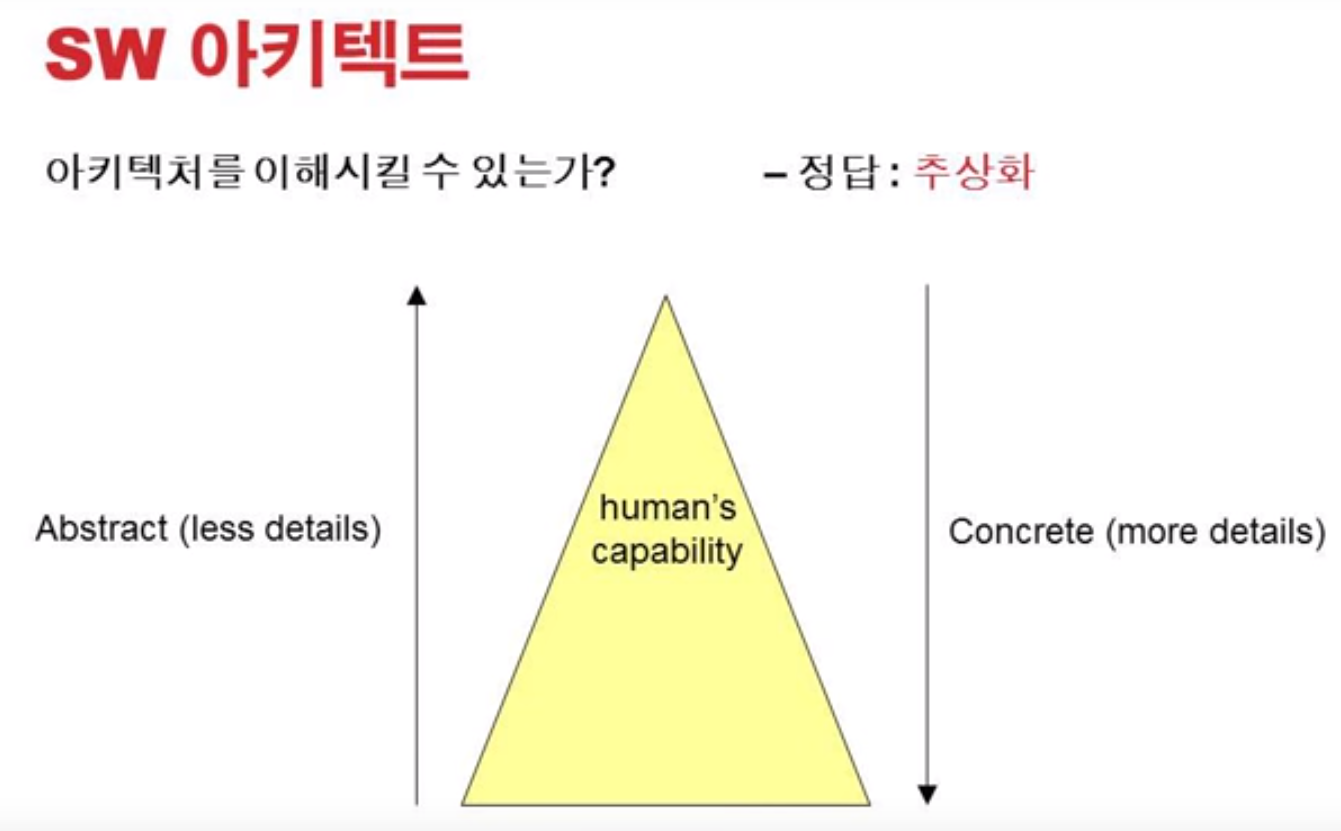 SW 아키텍트
아키텍처를 이해시킬 수 있는가? – 정답 : 추상화
human's
capability
Abstract (less details)
Concrete (more details)